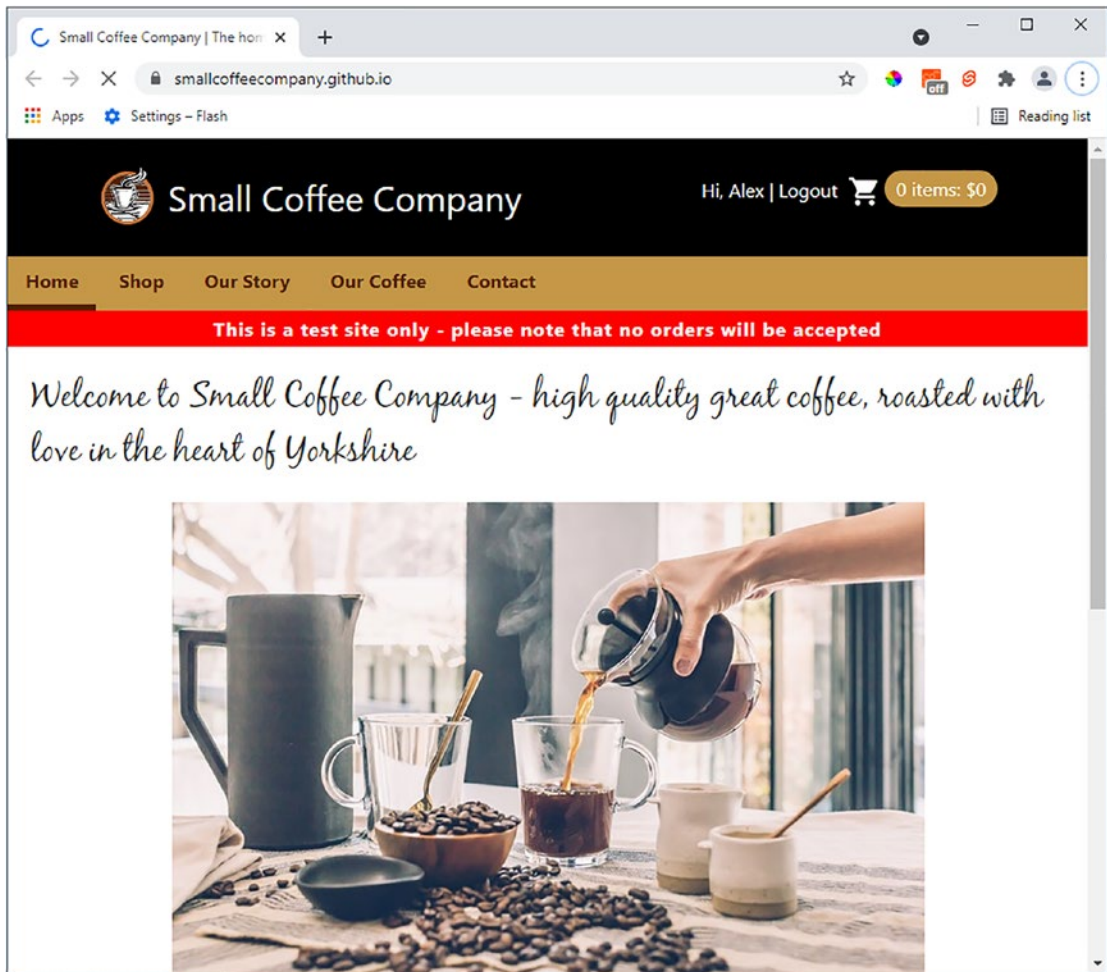 Small Coffee Company | The hon
smallcoffeecompany.github.io
off
Apps Settings – Flash Reading list
Small Coffee Company
Hi, Alex | Logout 0 items: $0
Home Shop Our Story Our Coffee Contact
This is a test site only - please note that no orders will be accepted
Welcome to Small Coffee Company - high quality great coffee, roasted with
love in the heart of Yorkshire